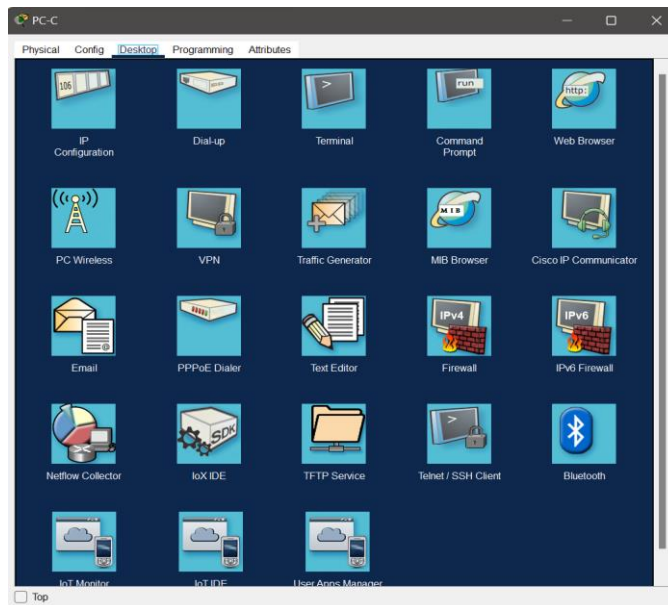 PC-C
Physical Config Desktop Programming Attributes
106
run
http:
IP
Configuration
Dial-up
Terminal
Command
Prompt
Web Browser
((•))
MIB
PC Wireless
VPN
Traffic Generator
MIB Browser
Cisco IP Communicator
IPv4
IPv6
Email
PPPoE Dialer
Text Editor
Firewall
IPv6 Firewall
SDK
Netflow Collector
IoX IDE
TFTP Service
Telnet / SSH Client
Bluetooth
IoT Monitor
IoT IDE
User Apps Manager
Top